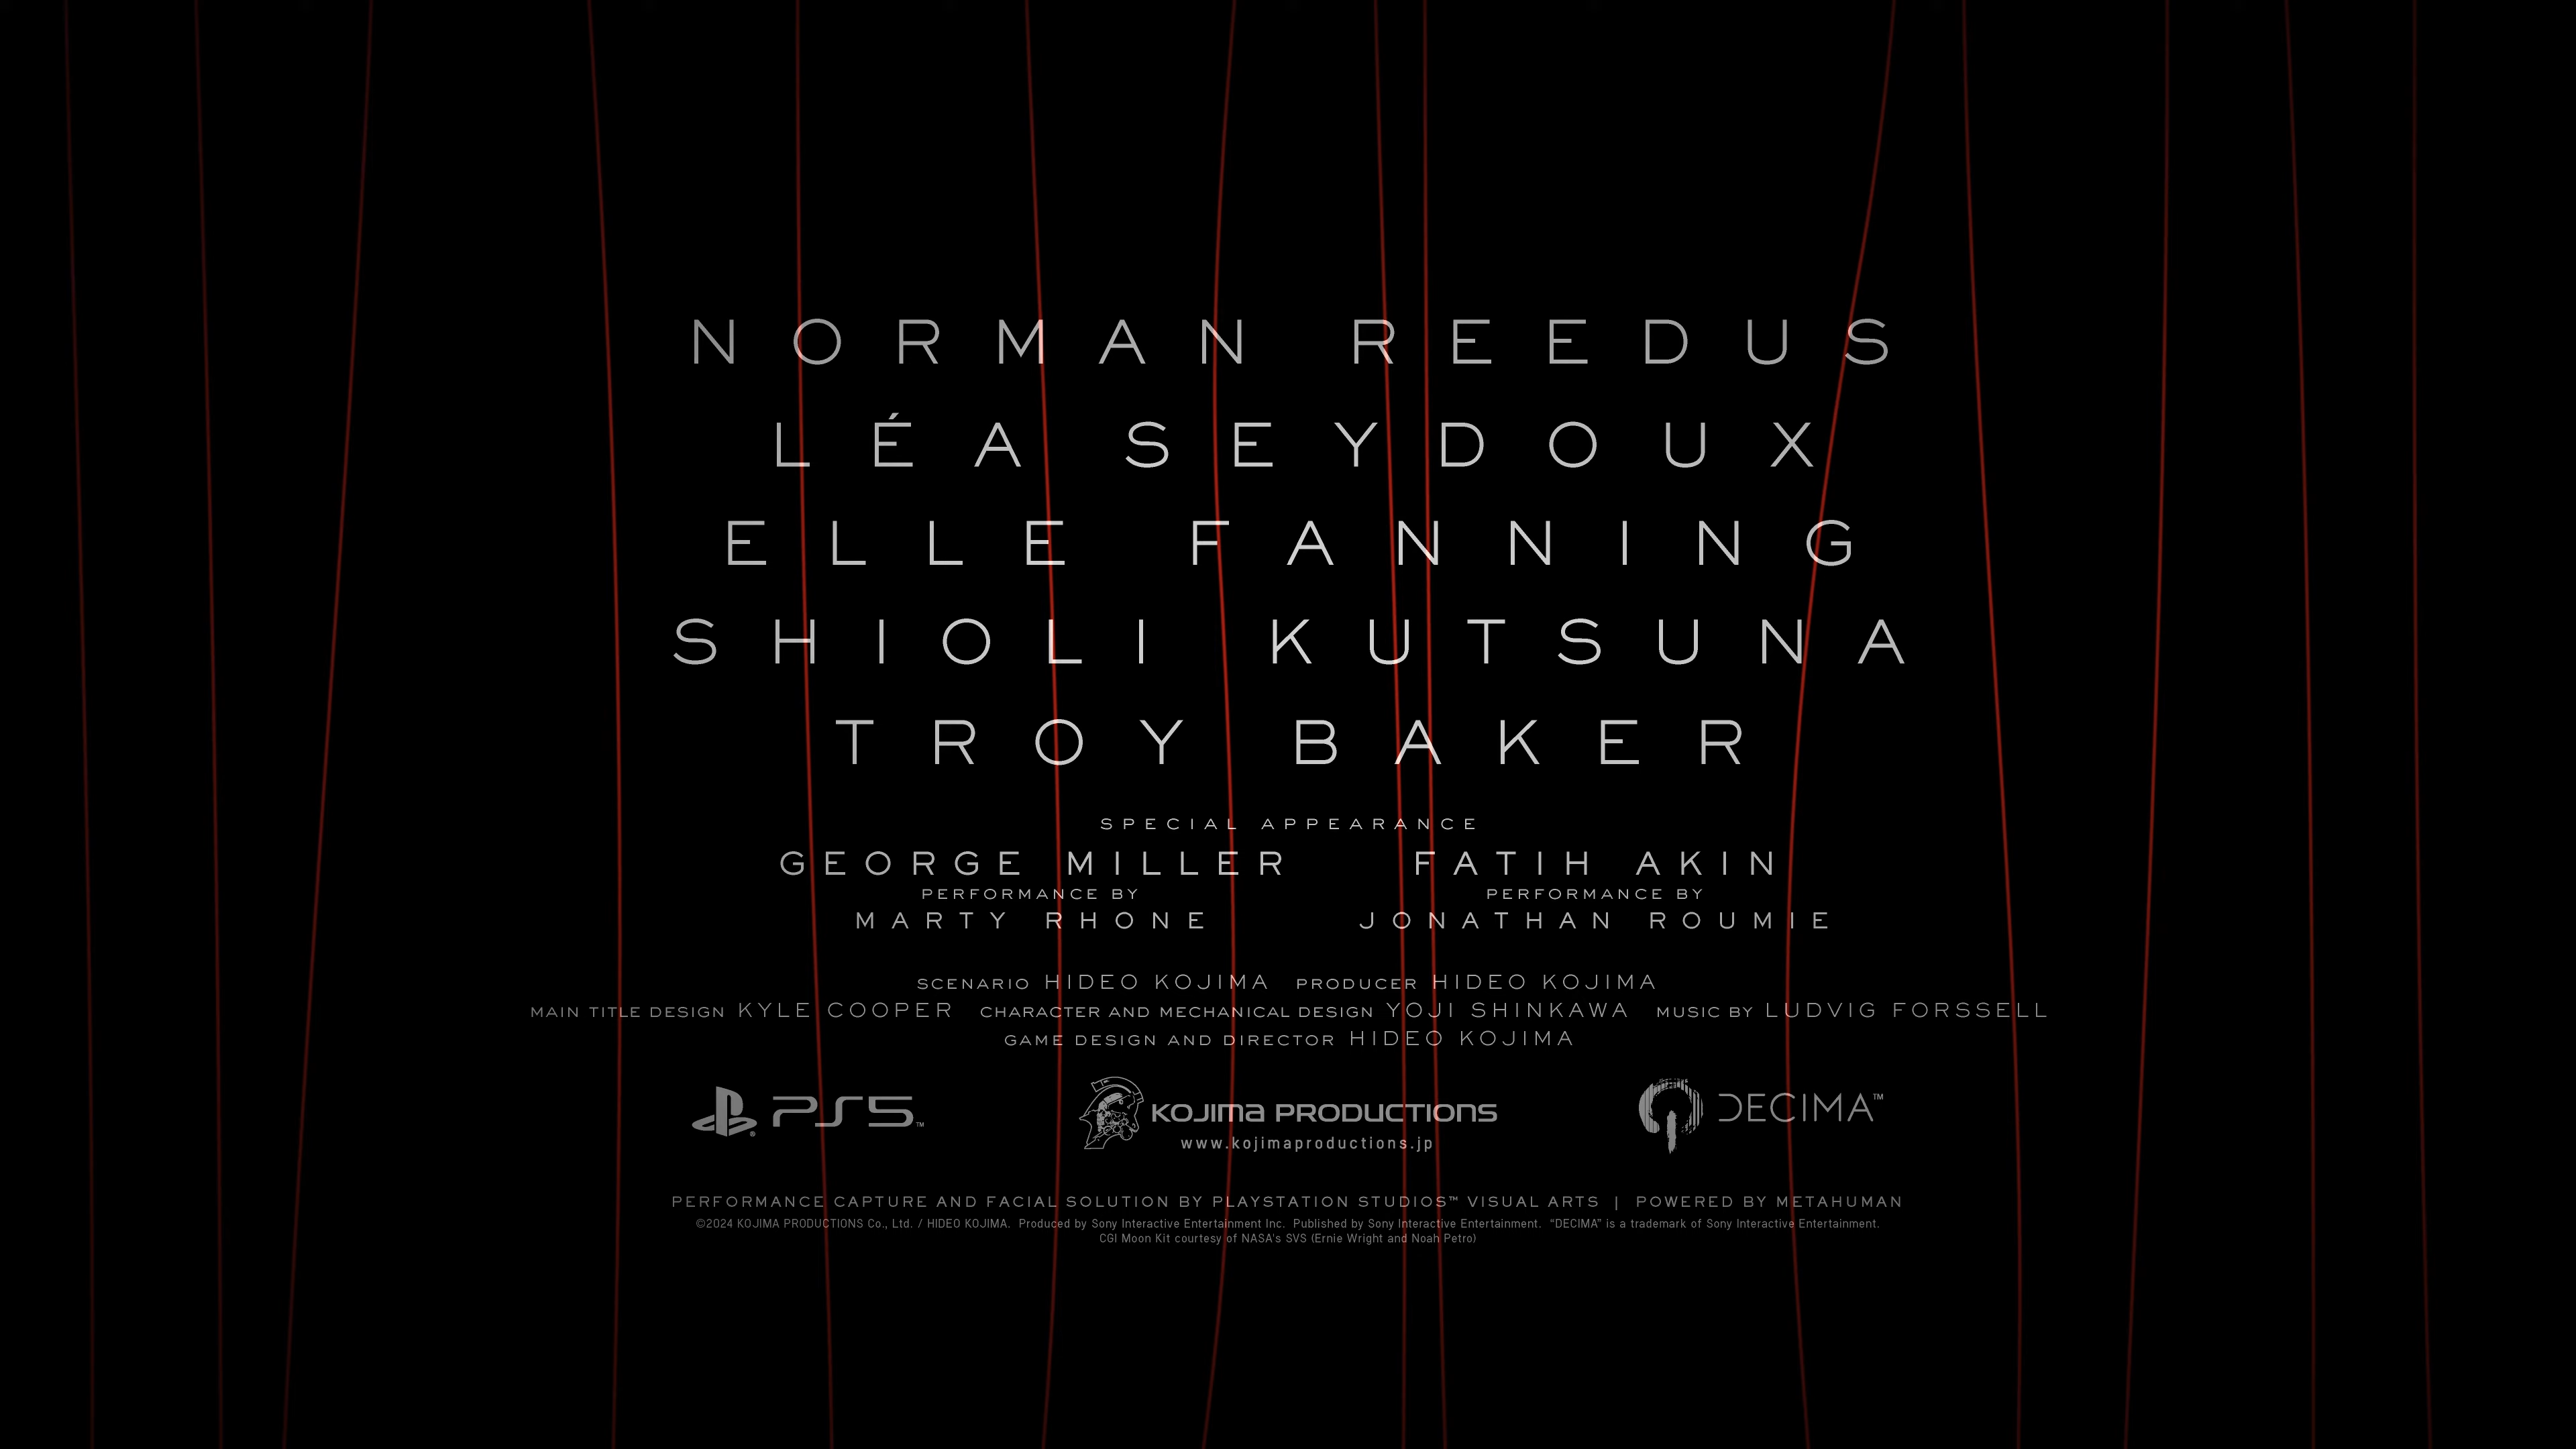 NORMAN REEDUS
LÉA SEYDOUX
ELLE FANNING
SHIOLI KUTSUNA
TROY BAKER
SPECIAL APPEARANCE
GEORGE MILLER FATIH AKIN
PERFORMANCE BY PERFORMANCE BY
MARTY RHONE JONATHAN ROUMIE
SCENARIO HIDEO KOJIMA PRODUCER HIDEO KOJIMA
MAIN TITLE DESIGN KYLE COOPER CHARACTER AND MECHANICAL DESIGN YOJI SHINKAWA MUSIC BY LUDVIG FORSSELL
GAME DESIGN AND DIRECTOR HIDEO KOJIMA
PS5™ KOJIMA PRODUCTIONS DECIMA™
www.kojimaproductions.jp
PERFORMANCE CAPTURE AND FACIAL SOLUTION BY PLAYSTATION STUDIOS™ VISUAL ARTS | POWERED BY METAHUMAN
©2024 KOJIMA PRODUCTIONS Co., Ltd. / HIDEO KOJIMA. Produced by Sony Interactive Entertainment Inc. Published by Sony Interactive Entertainment. “DECIMA” is a trademark of Sony Interactive Entertainment.
CGI Moon Kit courtesy of NASA's SVS (Ernie Wright and Noah Petro)